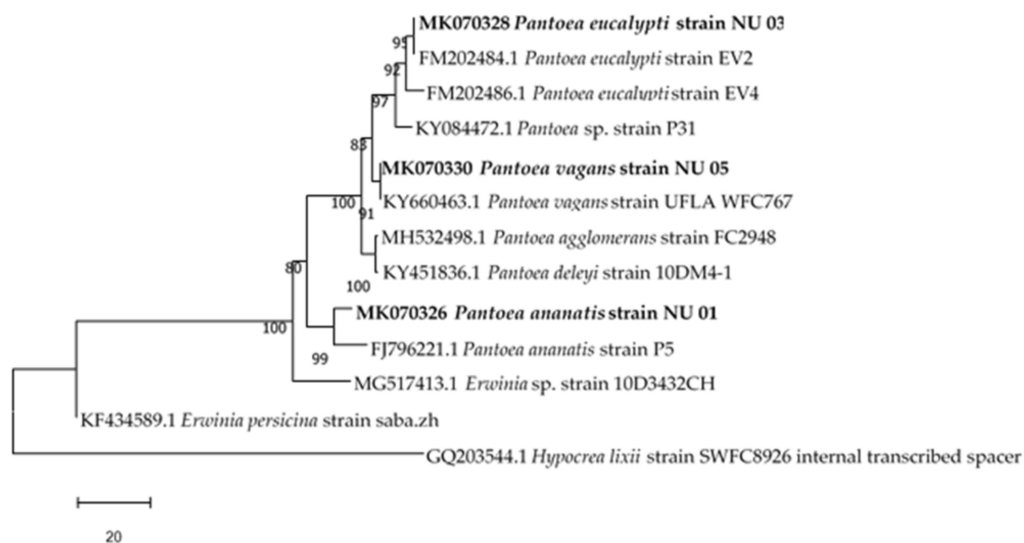 MK070328 Pantoea eucalypti strain NU 03
95
FM202484.1 Pantoea eucalypti strain EV2
92
FM202486.1 Pantoea eucalypti strain EV4
97
KY084472.1 Pantoea sp. strain P31
83
MK070330 Pantoea vagans strain NU 05
100
KY660463.1 Pantoea vagans strain UFLA WFC767
91
MH532498.1 Pantoea agglomerans strain FC2948
80
KY451836.1 Pantoea deleyi strain 10DM4-1
100
MK070326 Pantoea ananatis strain NU 01
100
FJ796221.1 Pantoea ananatis strain P5
99
MG517413.1 Erwinia sp. strain 10D3432CH
KF434589.1 Erwinia persicina strain saba.zh
GQ203544.1 Hypocrea lixii strain SWFC8926 internal transcribed spacer
20